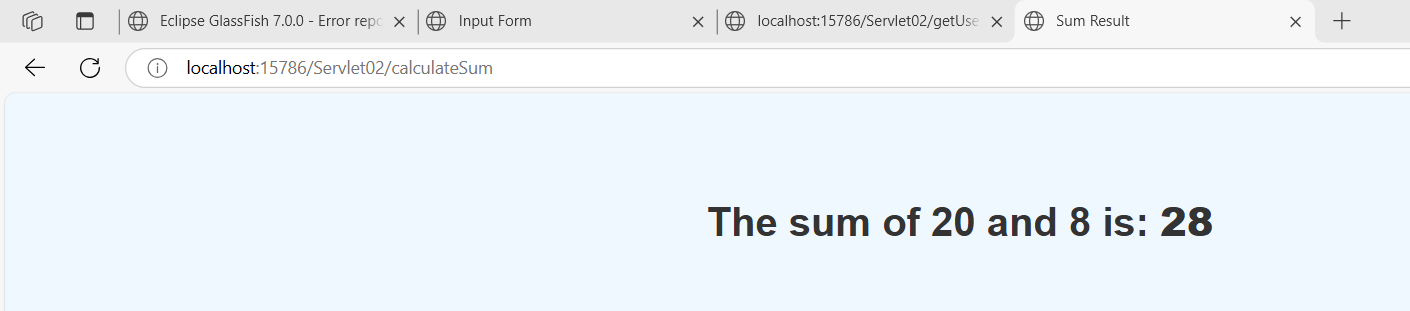 Eclipse GlassFish 7.0.0 - Error repo
Input Form
localhost:15786/Servlet02/getUse
Sum Result
localhost:15786/Servlet02/calculateSum
The sum of 20 and 8 is: 28